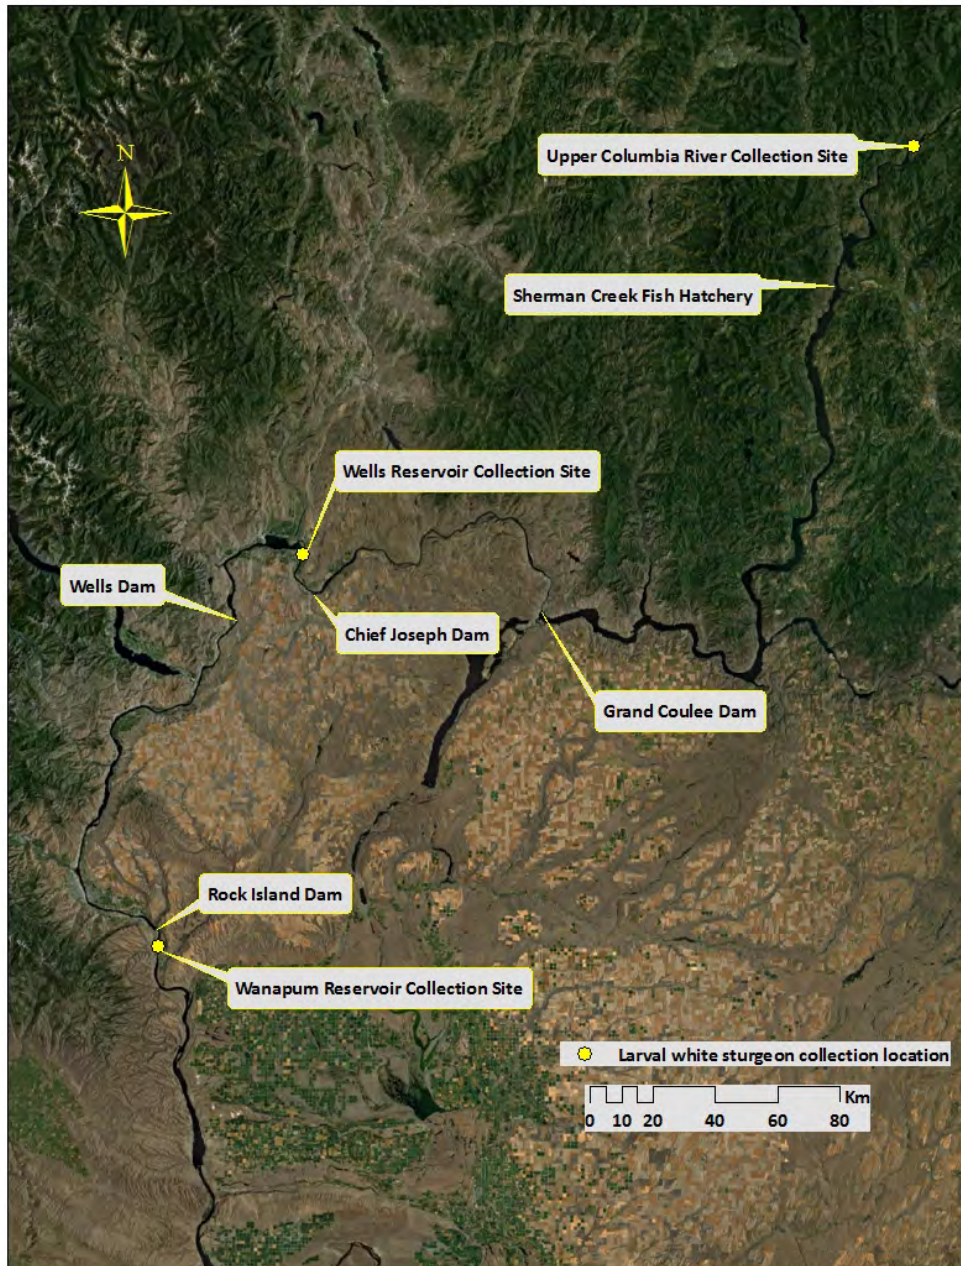 N
Upper Columbia River Collection Site
Sherman Creek Fish Hatchery
Wells Reservoir Collection Site
Wells Dam
Chief Joseph Dam
Grand Coulee Dam
Rock Island Dam
Wanapum Reservoir Collection Site
Larval white sturgeon collection location
Km
0 10 20 40 60 80